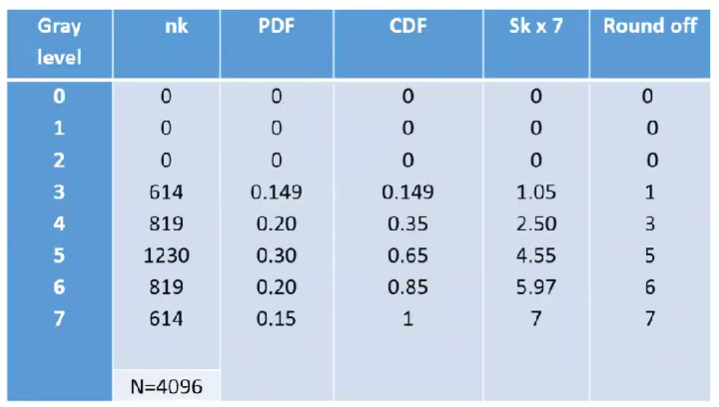 Gray level nk PDF CDF Sk x 7 Round off
0 0 0 0 0 0
1 0 0 0 0 0
2 0 0 0 0 0
3 614 0.149 0.149 1.05 1
4 819 0.20 0.35 2.50 3
5 1230 0.30 0.65 4.55 5
6 819 0.20 0.85 5.97 6
7 614 0.15 1 7 7
N=4096